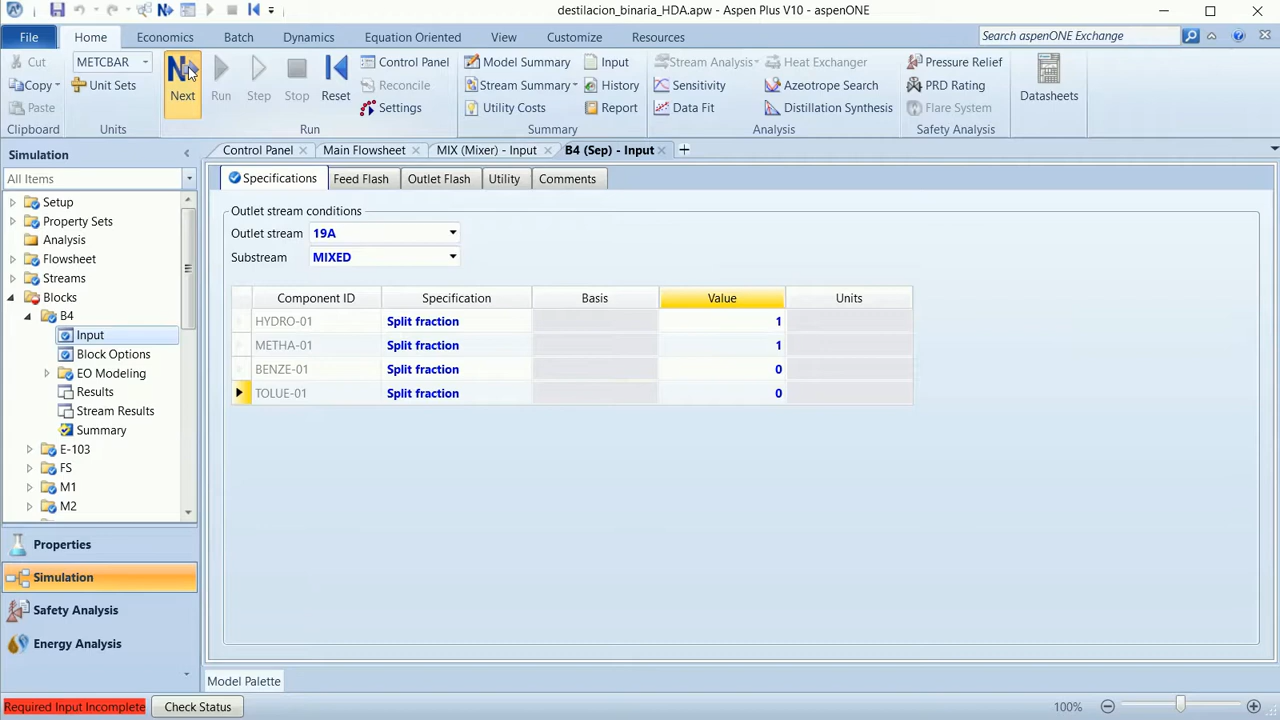 destilacion_binaria_HDA.apw - Aspen Plus V10 - aspenONE
File Home Economics Batch Dynamics Equation Oriented View Customize Resources Search aspenONE Exchange
Cut METCBAR Control Panel Model Summary Input Stream Analysis Heat Exchanger Pressure Relief
Copy Unit Sets Next Run Step Stop Reset Reconcile Stream Summary History Sensitivity Azeotrope Search PRD Rating Datasheets
Paste Settings Utility Costs Report Data Fit Distillation Synthesis Flare System
Clipboard Units Run Summary Analysis Safety Analysis
Simulation
Control Panel Main Flowsheet MIX (Mixer) - Input B4 (Sep) - Input
All Items
Setup
Property Sets
Analysis
Flowsheet
Streams
Blocks
B4
Input
Block Options
EO Modeling
Results
Stream Results
Summary
E-103
FS
M1
M2
Properties
Simulation
Safety Analysis
Energy Analysis
Specifications Feed Flash Outlet Flash Utility Comments
Outlet stream conditions
Outlet stream 19A
Substream MIXED
Component ID Specification Basis Value Units
HYDRO-01 Split fraction 1
METHA-01 Split fraction 1
BENZE-01 Split fraction 0
TOLUE-01 Split fraction 0
Model Palette
Required Input Incomplete Check Status 100%